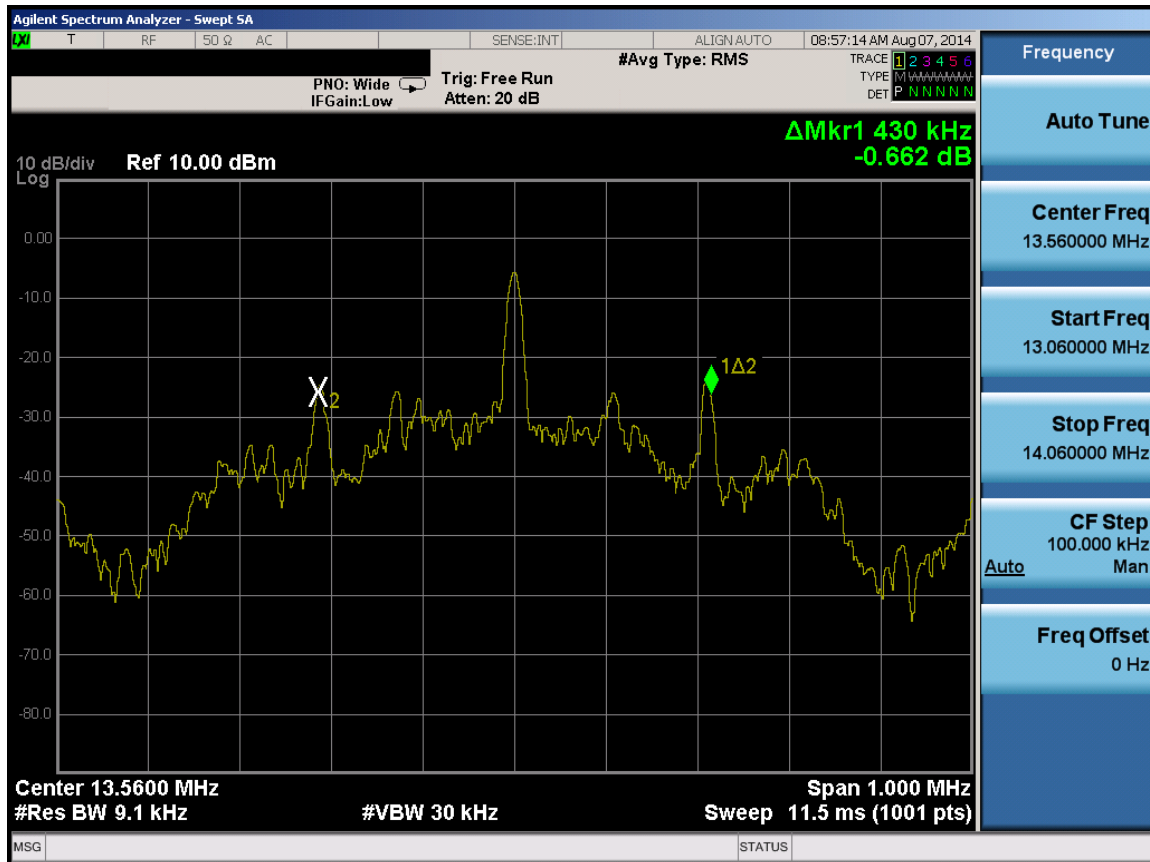 Agilent Spectrum Analyzer - Swept SA
LXI T RF 50 Ω AC SENSE:INT ALIGN AUTO 08:57:14 AM Aug 07, 2014
Frequency
#Avg Type: RMS
TRACE 1 2 3 4 5 6
PNO: Wide
IFGain:Low
Trig: Free Run
Atten: 20 dB
TYPE M WWWWW
DET P N N N N N
Auto Tune
ΔMkr1 430 kHz
-0.662 dB
10 dB/div Ref 10.00 dBm
Log
0.00
-10.0
-20.0
-30.0
-40.0
-50.0
-60.0
-70.0
-80.0
X2
1Δ2
Center Freq
13.560000 MHz
Start Freq
13.060000 MHz
Stop Freq
14.060000 MHz
CF Step
100.000 kHz
Auto Man
Freq Offset
0 Hz
Center 13.5600 MHz Span 1.000 MHz
#Res BW 9.1 kHz #VBW 30 kHz Sweep 11.5 ms (1001 pts)
MSG STATUS